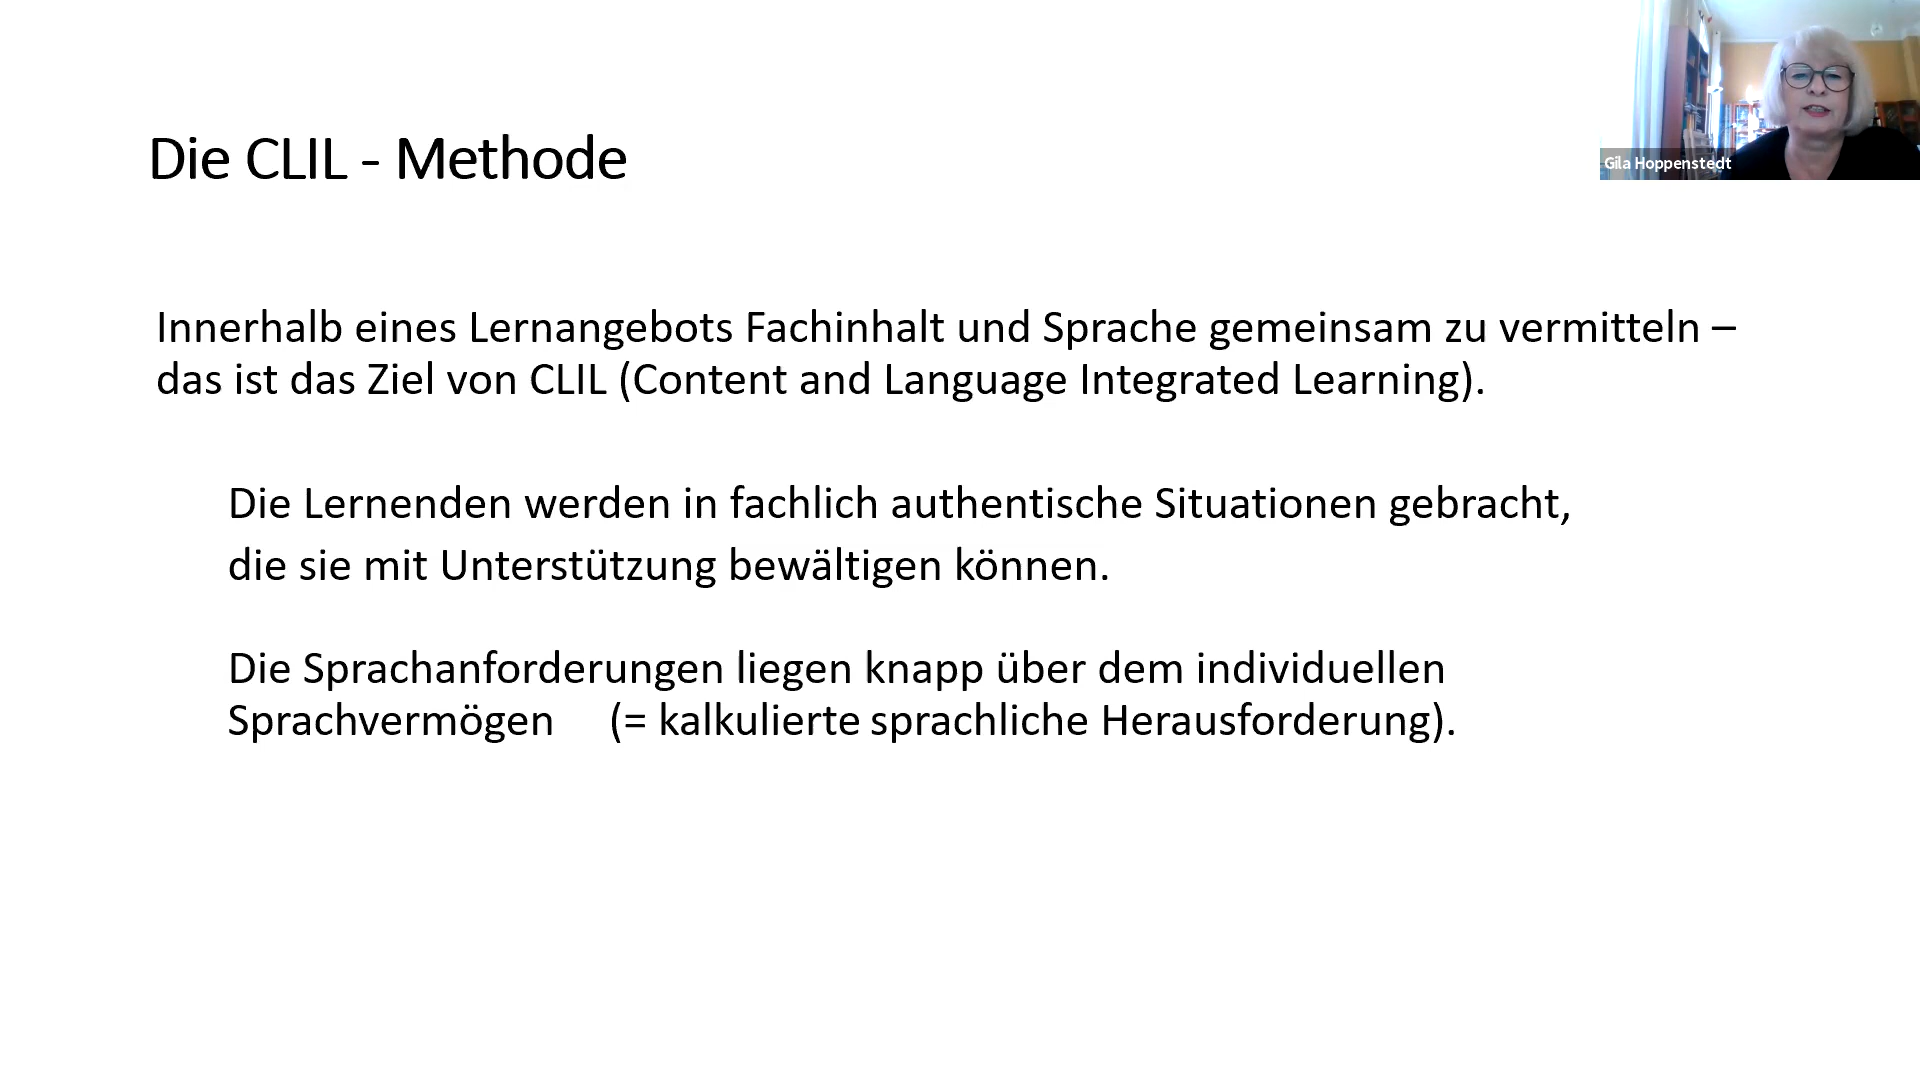 Die CLIL - Methode
Gila Hoppenstedt
Innerhalb eines Lernangebots Fachinhalt und Sprache gemeinsam zu vermitteln –
das ist das Ziel von CLIL (Content and Language Integrated Learning).
Die Lernenden werden in fachlich authentische Situationen gebracht,
die sie mit Unterstützung bewältigen können.
Die Sprachanforderungen liegen knapp über dem individuellen
Sprachvermögen (= kalkulierte sprachliche Herausforderung).